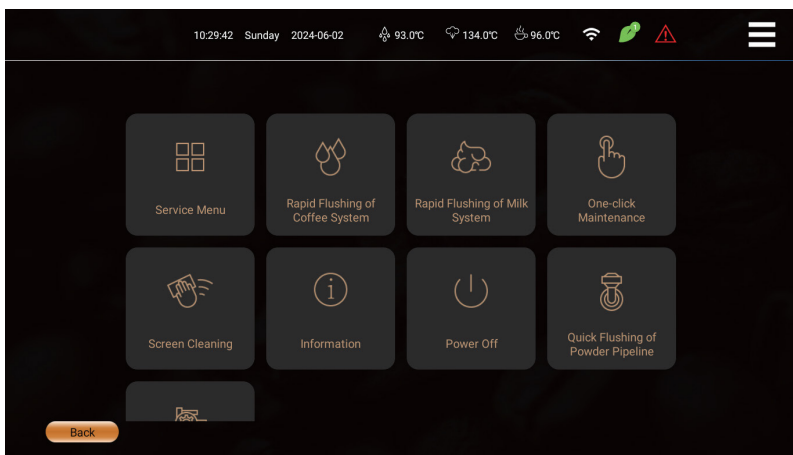 10:29:42 Sunday 2024-06-02 93.0℃ 134.0℃ 96.0℃ 1
Service Menu
Rapid Flushing of
Coffee System
Rapid Flushing of Milk
System
One-click
Maintenance
Screen Cleaning
Information
Power Off
Quick Flushing of
Powder Pipeline
Back